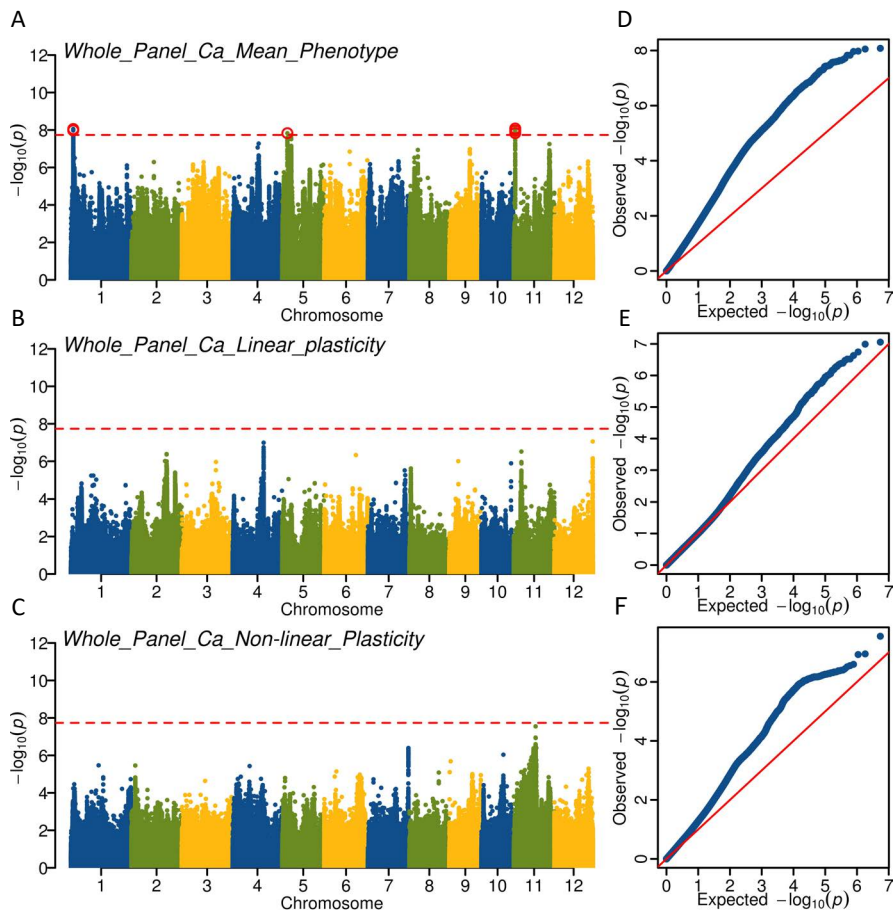 A
Whole_Panel_Ca_Mean_Phenotype
12
10
8
6
4
2
0
−log10(p)
1 2 3 4 5 6 7 8 9 10 11 12
Chromosome
D
8
6
4
2
0
Observed −log10(p)
0 1 2 3 4 5 6 7
Expected −log10(p)
B
Whole_Panel_Ca_Linear_plasticity
12
10
8
6
4
2
0
−log10(p)
1 2 3 4 5 6 7 8 9 10 11 12
Chromosome
E
7
6
5
4
3
2
1
0
Observed −log10(p)
0 1 2 3 4 5 6 7
Expected −log10(p)
C
Whole_Panel_Ca_Non-linear_Plasticity
12
10
8
6
4
2
0
−log10(p)
1 2 3 4 5 6 7 8 9 10 11 12
Chromosome
F
6
4
2
0
Observed −log10(p)
0 1 2 3 4 5 6 7
Expected −log10(p)